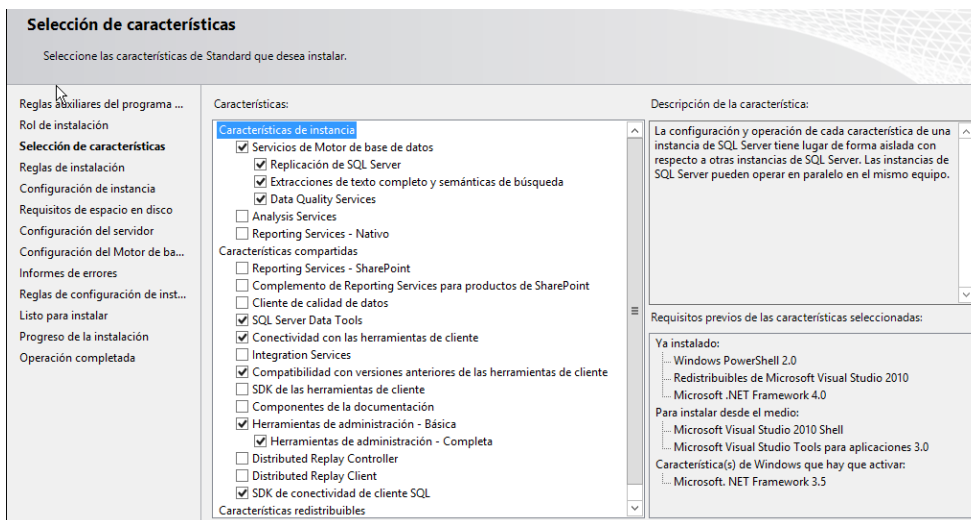 Selección de características
Seleccione las características de Standard que desea instalar.
Reglas auxiliares del programa ...
Rol de instalación
Selección de características
Reglas de instalación
Configuración de instancia
Requisitos de espacio en disco
Configuración del servidor
Configuración del Motor de ba...
Informes de errores
Reglas de configuración de inst...
Listo para instalar
Progreso de la instalación
Operación completada
Características:
Características de instancia
Servicios de Motor de base de datos
Replicación de SQL Server
Extracciones de texto completo y semánticas de búsqueda
Data Quality Services
Analysis Services
Reporting Services - Nativo
Características compartidas
Reporting Services - SharePoint
Complemento de Reporting Services para productos de SharePoint
Cliente de calidad de datos
SQL Server Data Tools
Conectividad con las herramientas de cliente
Integration Services
Compatibilidad con versiones anteriores de las herramientas de cliente
SDK de las herramientas de cliente
Componentes de la documentación
Herramientas de administración - Básica
Herramientas de administración - Completa
Distributed Replay Controller
Distributed Replay Client
SDK de conectividad de cliente SQL
Características redistribuibles
Descripción de la característica:
La configuración y operación de cada característica de una
instancia de SQL Server tiene lugar de forma aislada con
respecto a otras instancias de SQL Server. Las instancias de
SQL Server pueden operar en paralelo en el mismo equipo.
Requisitos previos de las características seleccionadas:
Ya instalado:
Windows PowerShell 2.0
Redistribuibles de Microsoft Visual Studio 2010
Microsoft .NET Framework 4.0
Para instalar desde el medio:
Microsoft Visual Studio 2010 Shell
Microsoft Visual Studio Tools para aplicaciones 3.0
Característica(s) de Windows que hay que activar:
Microsoft. NET Framework 3.5